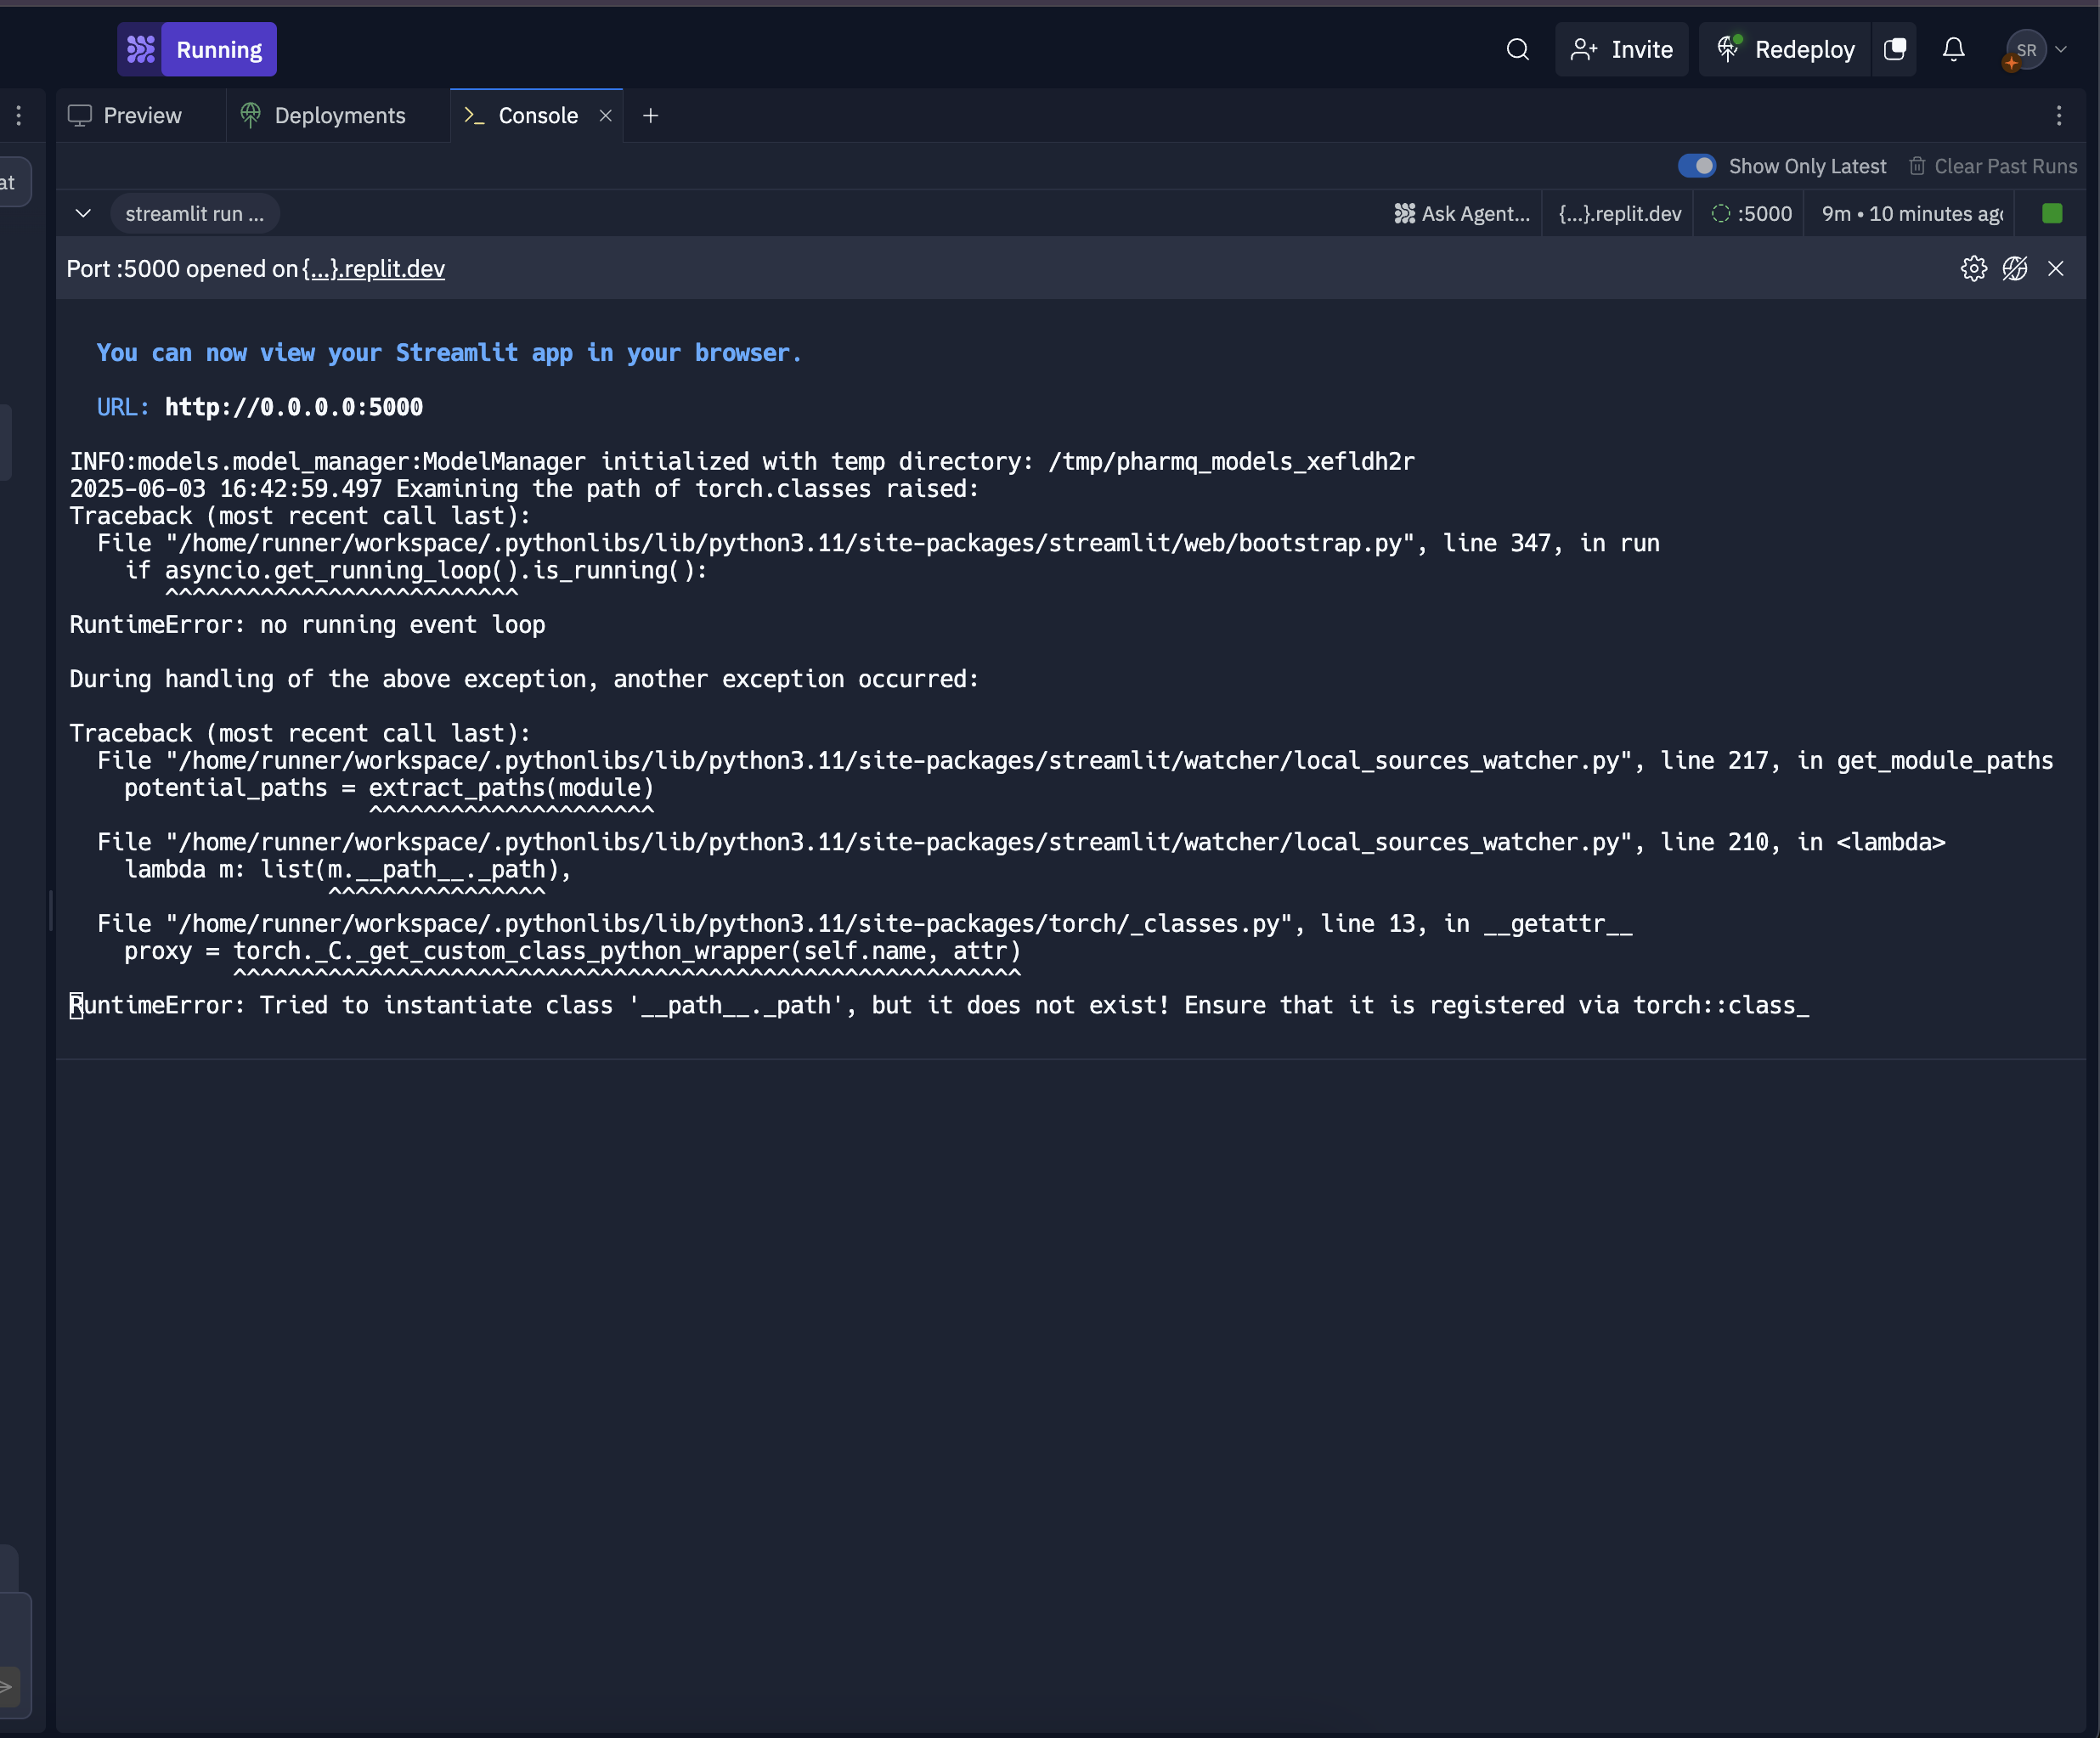 Running
Invite
Redeploy
SR
Preview
Deployments
Console
at
Show Only Latest
Clear Past Runs
streamlit run ...
Ask Agent...
{...}.replit.dev
:5000
9m • 10 minutes ago
Port :5000 opened on {...}.replit.dev
You can now view your Streamlit app in your browser.
URL: http://0.0.0.0:5000
INFO:models.model_manager:ModelManager initialized with temp directory: /tmp/pharmq_models_xefldh2r
2025-06-03 16:42:59.497 Examining the path of torch.classes raised:
Traceback (most recent call last):
  File "/home/runner/workspace/.pythonlibs/lib/python3.11/site-packages/streamlit/web/bootstrap.py", line 347, in run
    if asyncio.get_running_loop().is_running():
       ^^^^^^^^^^^^^^^^^^^^^^^^^^
RuntimeError: no running event loop
During handling of the above exception, another exception occurred:
Traceback (most recent call last):
  File "/home/runner/workspace/.pythonlibs/lib/python3.11/site-packages/streamlit/watcher/local_sources_watcher.py", line 217, in get_module_paths
    potential_paths = extract_paths(module)
                      ^^^^^^^^^^^^^^^^^^^^^
  File "/home/runner/workspace/.pythonlibs/lib/python3.11/site-packages/streamlit/watcher/local_sources_watcher.py", line 210, in <lambda>
    lambda m: list(m.__path__._path),
                   ^^^^^^^^^^^^^^^^
  File "/home/runner/workspace/.pythonlibs/lib/python3.11/site-packages/torch/_classes.py", line 13, in __getattr__
    proxy = torch._C._get_custom_class_python_wrapper(self.name, attr)
            ^^^^^^^^^^^^^^^^^^^^^^^^^^^^^^^^^^^^^^^^^^^^^^^^^^^^^^^^^^
RuntimeError: Tried to instantiate class '__path__._path', but it does not exist! Ensure that it is registered via torch::class_